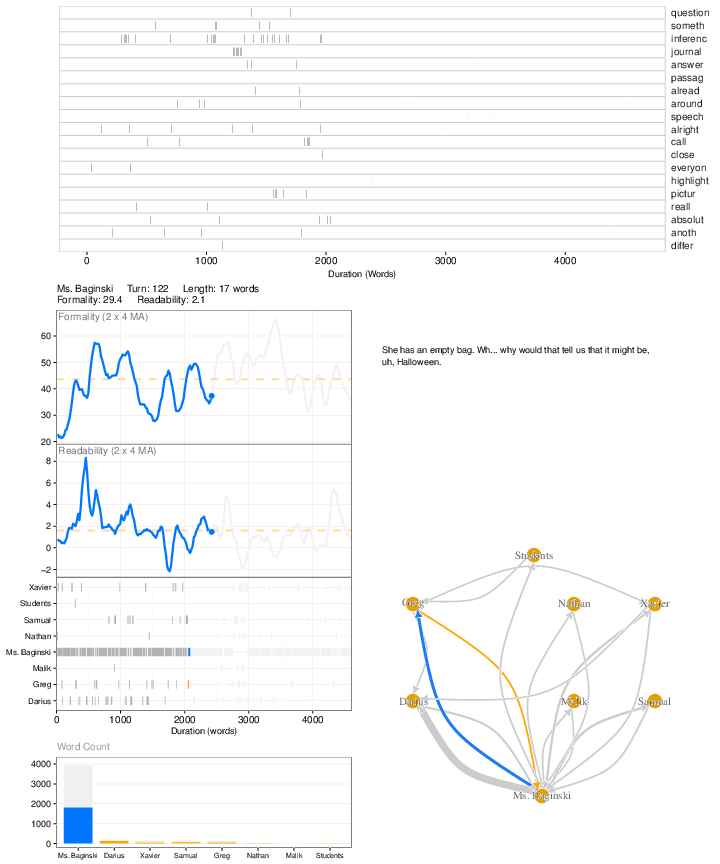 question
someth
inferenc
journal
answer
passag
alread
around
speech
alright
call
close
everyon
highlight
pictur
reall
absolut
anoth
differ
0 1000 2000 3000 4000
Duration (Words)
Ms. Baginski Turn: 122 Length: 17 words
Formality: 29.4 Readability: 2.1
Formality (2 x 4 MA)
60
50
40
30
20
She has an empty bag. Wh... why would that tell us that it might be,
uh, Halloween.
Readability (2 x 4 MA)
8
6
4
2
0
−2
Xavier
Students
Samual
Nathan
Ms. Baginski
Malik
Greg
Darius
0 1000 2000 3000 4000
Duration (words)
Students
Greg Nathan Xavier
Darius Malik Samual
Ms. Baginski
Word Count
4000
3000
2000
1000
0
Ms. Baginski Darius Xavier Samual Greg Nathan Malik Students